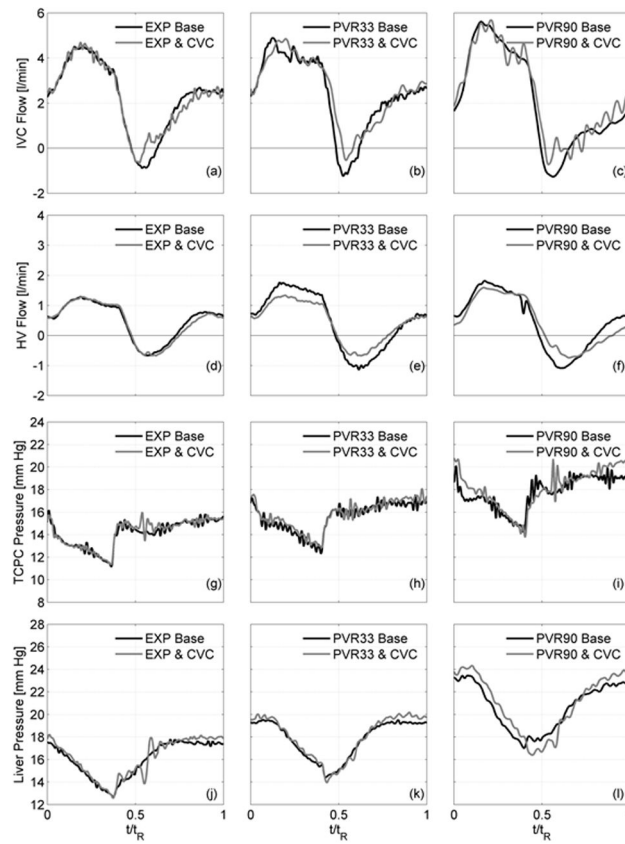 IVC Flow [l/min]
6
4
2
0
-2
EXP Base
EXP & CVC
(a)
PVR33 Base
PVR33 & CVC
(b)
PVR90 Base
PVR90 & CVC
(c)
HV Flow [l/min]
4
3
2
1
0
-1
-2
EXP Base
EXP & CVC
(d)
PVR33 Base
PVR33 & CVC
(e)
PVR90 Base
PVR90 & CVC
(f)
TCPC Pressure [mm Hg]
24
22
20
18
16
14
12
10
8
EXP Base
EXP & CVC
(g)
PVR33 Base
PVR33 & CVC
(h)
PVR90 Base
PVR90 & CVC
(i)
Liver Pressure [mm Hg]
28
26
24
22
20
18
16
14
12
EXP Base
EXP & CVC
(j)
PVR33 Base
PVR33 & CVC
(k)
PVR90 Base
PVR90 & CVC
(l)
0 0.5 1
t/tR
0 0.5 1
t/tR
0 0.5
t/tR